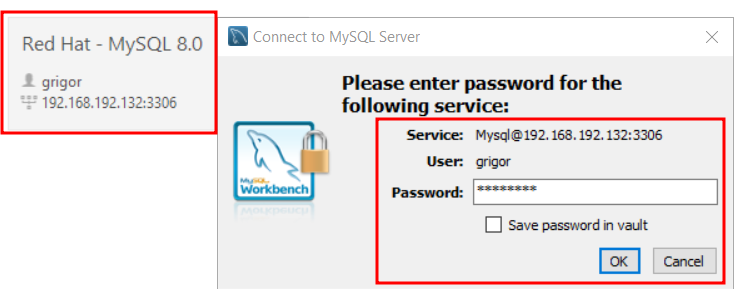 Red Hat - MySQL 8.0
grigor
192.168.192.132:3306
Connect to MySQL Server
Please enter password for the
following service:
Service: Mysql@192.168.192.132:3306
User: grigor
Password: ********
Save password in vault
OK Cancel
MySQL
Workbench